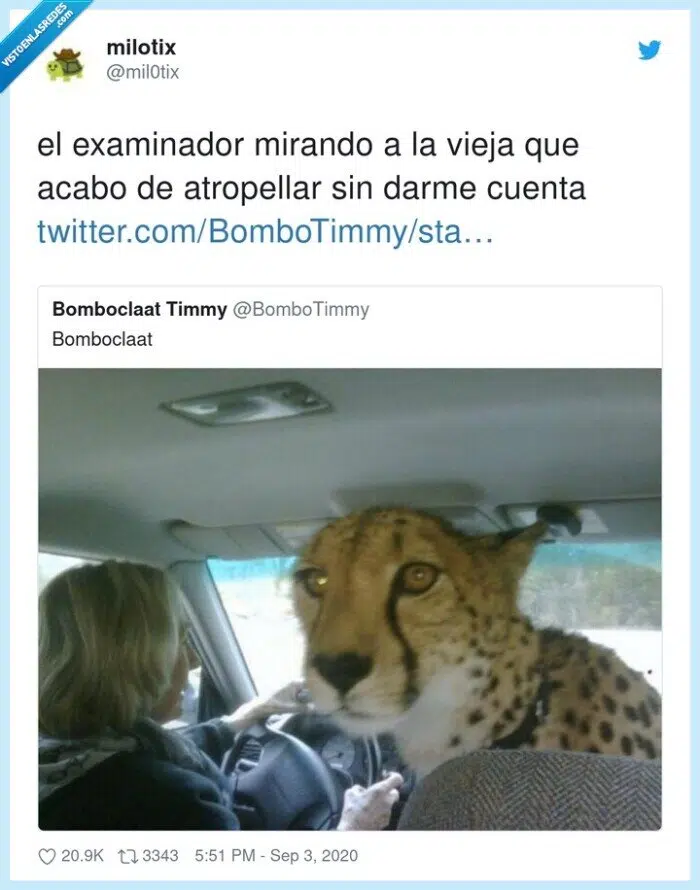 VISTOENLASREDES
.com
milotix
@mil0tix
el examinador mirando a la vieja que
acabo de atropellar sin darme cuenta
twitter.com/BomboTimmy/sta…
Bomboclaat Timmy @BomboTimmy
Bomboclaat
20.9K 3343 5:51 PM - Sep 3, 2020